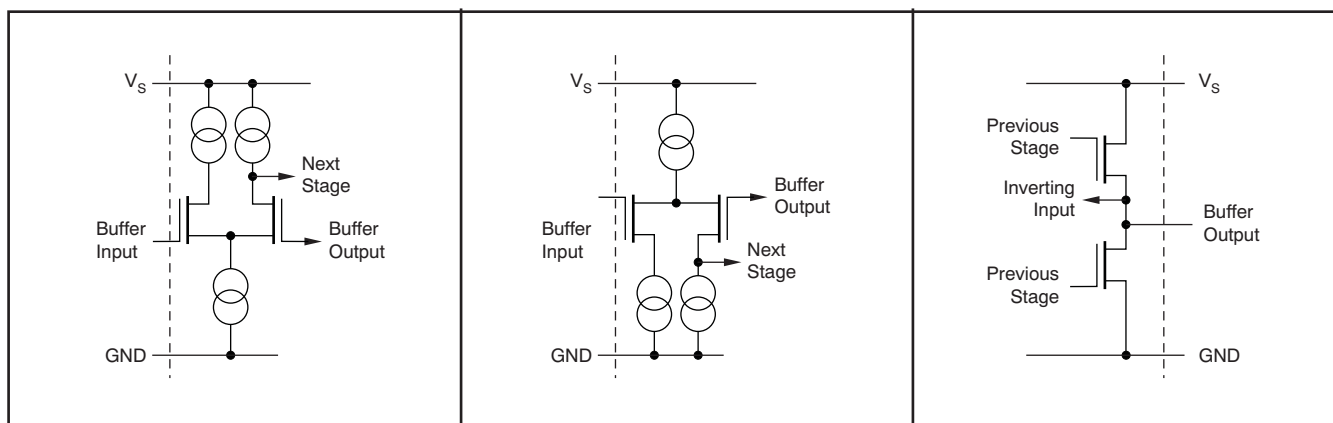 V_S
Next
Stage
Buffer
Input
Buffer
Output
GND
V_S
Buffer
Output
Buffer
Input
Next
Stage
GND
V_S
Previous
Stage
Inverting
Input
Buffer
Output
Previous
Stage
GND